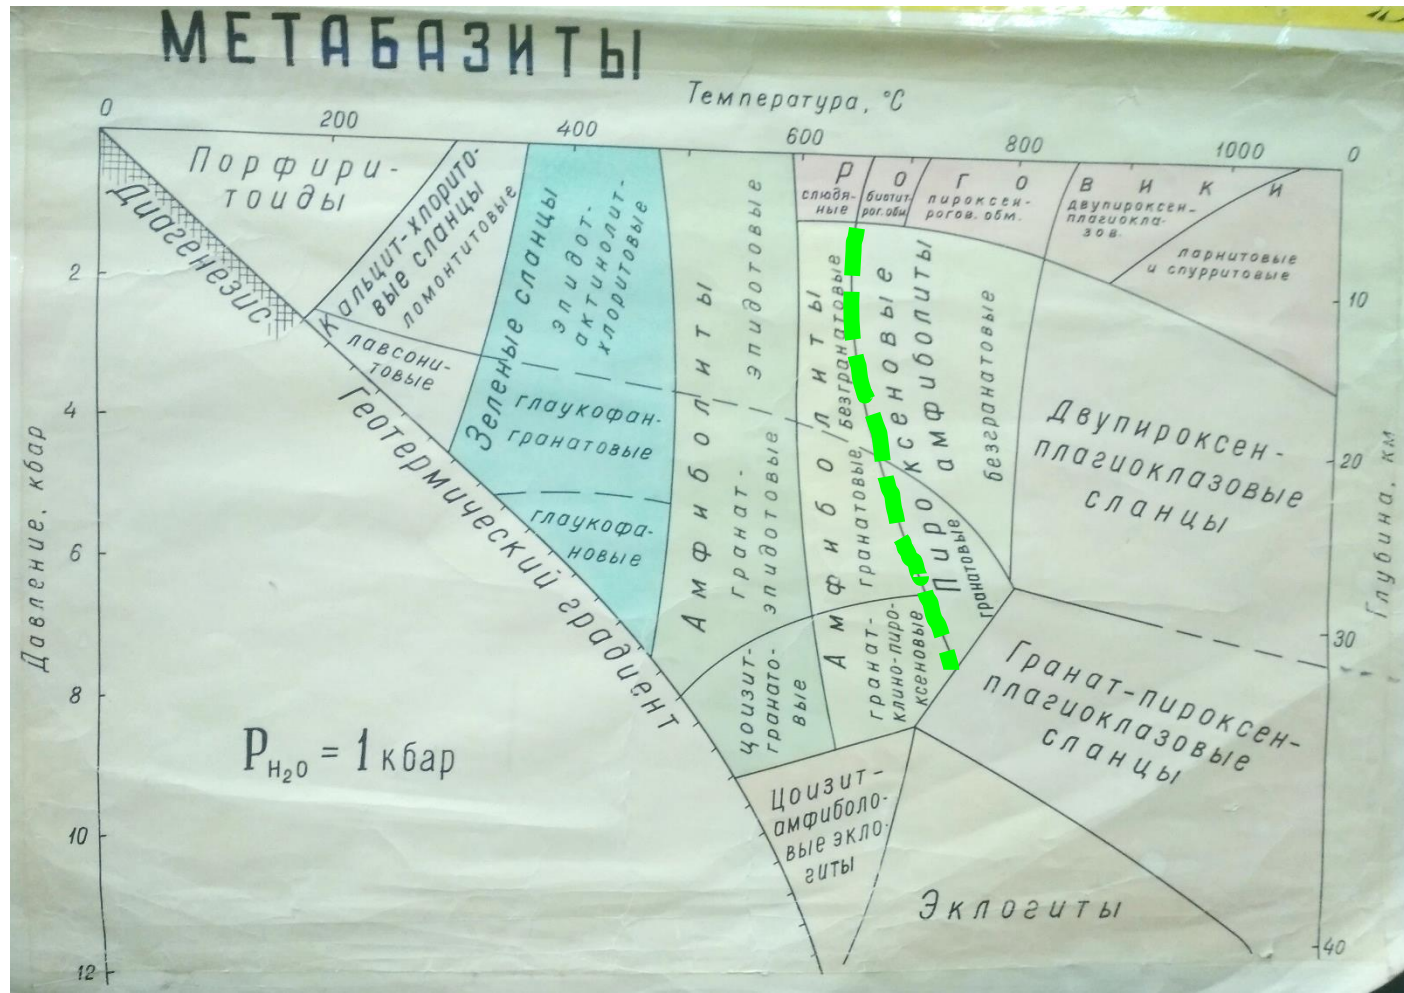 МЕТАБАЗИТЫ
Температура, °С
0
200
400
600
800
1000
0
Порфири-
тоиды
Диагенезис
Кальцит-хлорито-
вые сланцы
ломонтитовые
лавсони-
товые
Геотермический градиент
Зеленые сланцы
эпидот-
актинолит-
хлоритовые
глаукофан-
гранатовые
глаукофа-
новые
Амфиболиты
эпидотовые
гранат-
эпидотовые
цоизит-
гранато-
вые
Роговики
слюдя-
ные
биотит.
рог.обм.
пироксен-
рогов. обм.
двупироксен-
плагиокла-
зов.
ларнитовые
и спурритовые
Амфиболиты
безгранатовые
гранатовые
гранат-
клино-пиро-
ксеновые
Пироксеновые
амфиболиты
безгранатовые
гранатовые
Двупироксен-
плагиоклазовые
сланцы
Гранат-пироксен-
плагиоклазовые
сланцы
Цоизит-
амфиболо-
вые экло-
гиты
Эклогиты
P H₂O = 1 кбар
Давление, кбар
2
4
6
8
10
12
Глубина, км
10
20
30
40